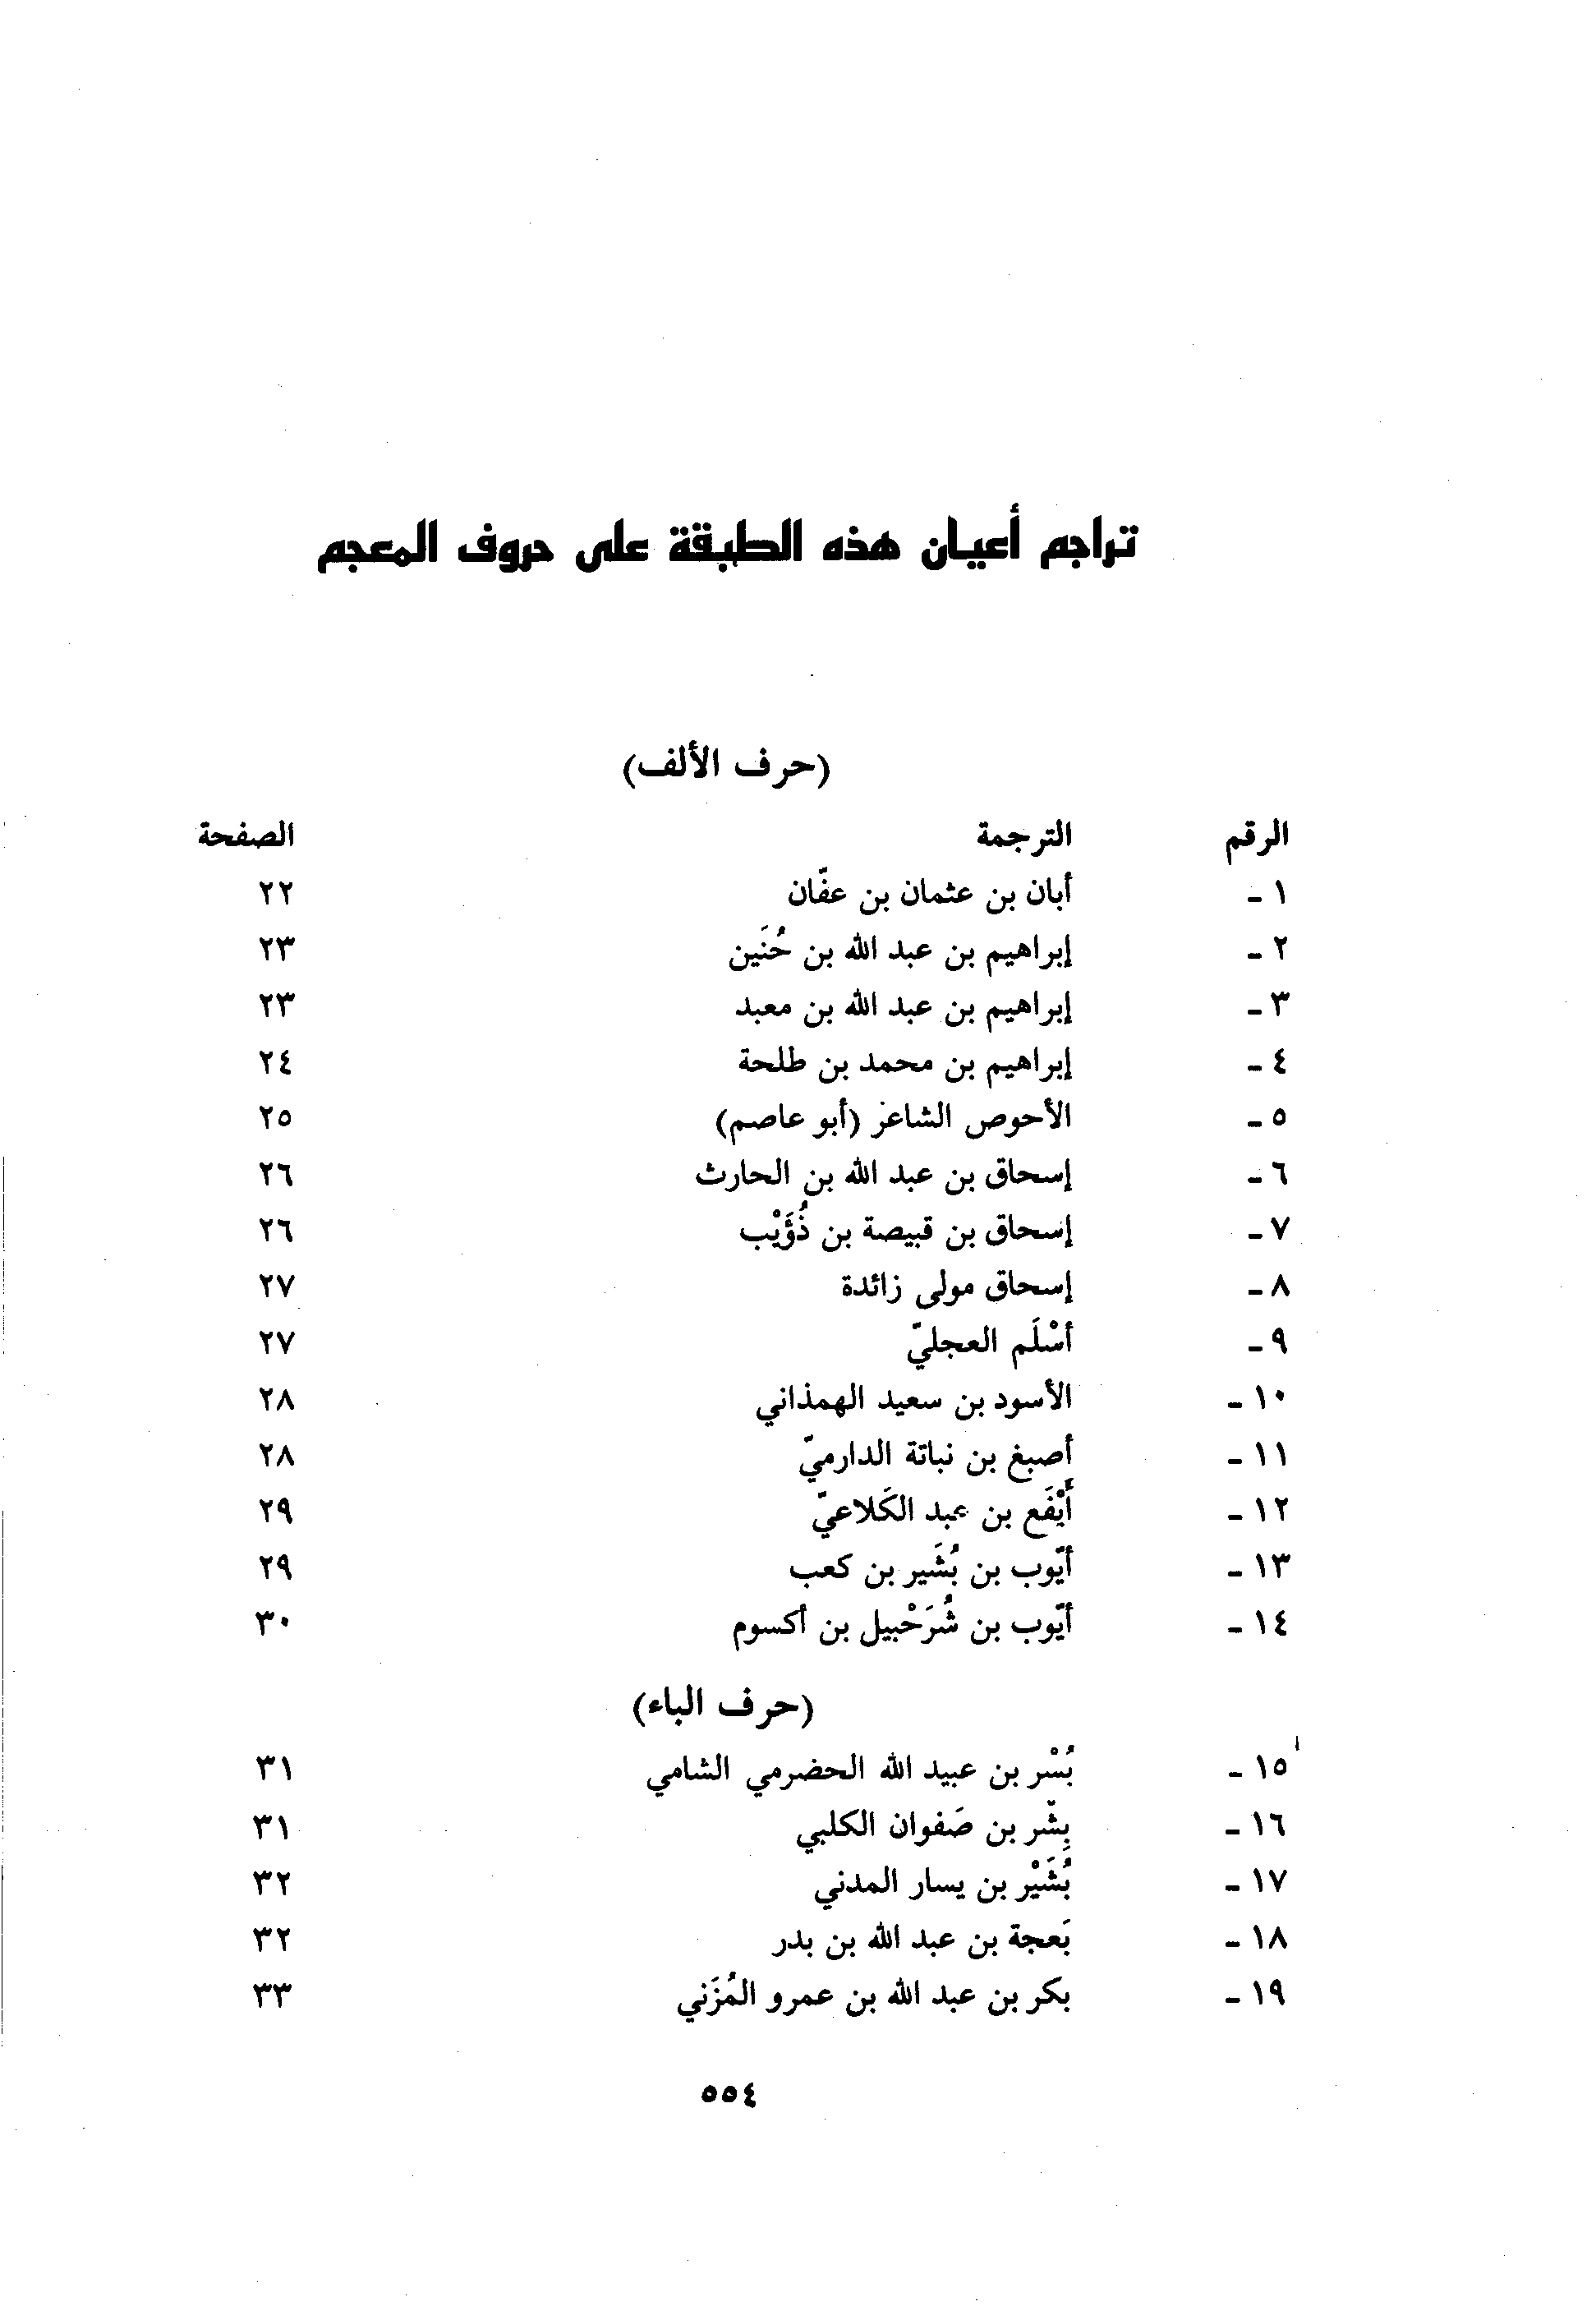 تراجم أعيان هذه الطبقة على حروف المعجم
(حرف الألف)
الرقم الترجمة الصفحة
١ - أبان بن عثمان بن عفّان ٢٢
٢ - إبراهيم بن عبد الله بن حُنَين ٢٣
٣ - إبراهيم بن عبد الله بن معبد ٢٣
٤ - إبراهيم بن محمد بن طلحة ٢٤
٥ - الأحوص الشاعر (أبو عاصم) ٢٥
٦ - إسحاق بن عبد الله بن الحارث ٢٦
٧ - إسحاق بن قبيصة بن ذُؤَيْب ٢٦
٨ - إسحاق مولى زائدة ٢٧
٩ - أسْلَم العجليّ ٢٧
١٠ - الأسود بن سعيد الهمذاني ٢٨
١١ - أصبغ بن نباتة الدارميّ ٢٨
١٢ - أَيْفَع بن عبد الكَلاعيّ ٢٩
١٣ - أيّوب بن بُشَير بن كعب ٢٩
١٤ - أيّوب بن شُرَحْبيل بن أكسوم ٣٠
(حرف الباء)
١٥ - بُسْر بن عبيد الله الحضرمي الشامي ٣١
١٦ - بِشْر بن صَفوان الكلبي ٣١
١٧ - بُشَيْر بن يسار المدني ٣٢
١٨ - بَعجة بن عبد الله بن بدر ٣٢
١٩ - بكر بن عبد الله بن عمرو المُزَني ٣٣
٥٥٤